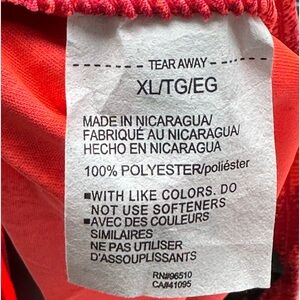 TEAR AWAY
XL/TG/EG
MADE IN NICARAGUA/
FABRIQUÉ AU NICARAGUA/
HECHO EN NICARAGUA
100% POLYESTER/poliéster
■WITH LIKE COLORS. DO
NOT USE SOFTENERS
■AVEC DES COULEURS
SIMILAIRES
NE PAS UTILISER
D'ASSOUPLISSANTS
RN#96510
CA#41095